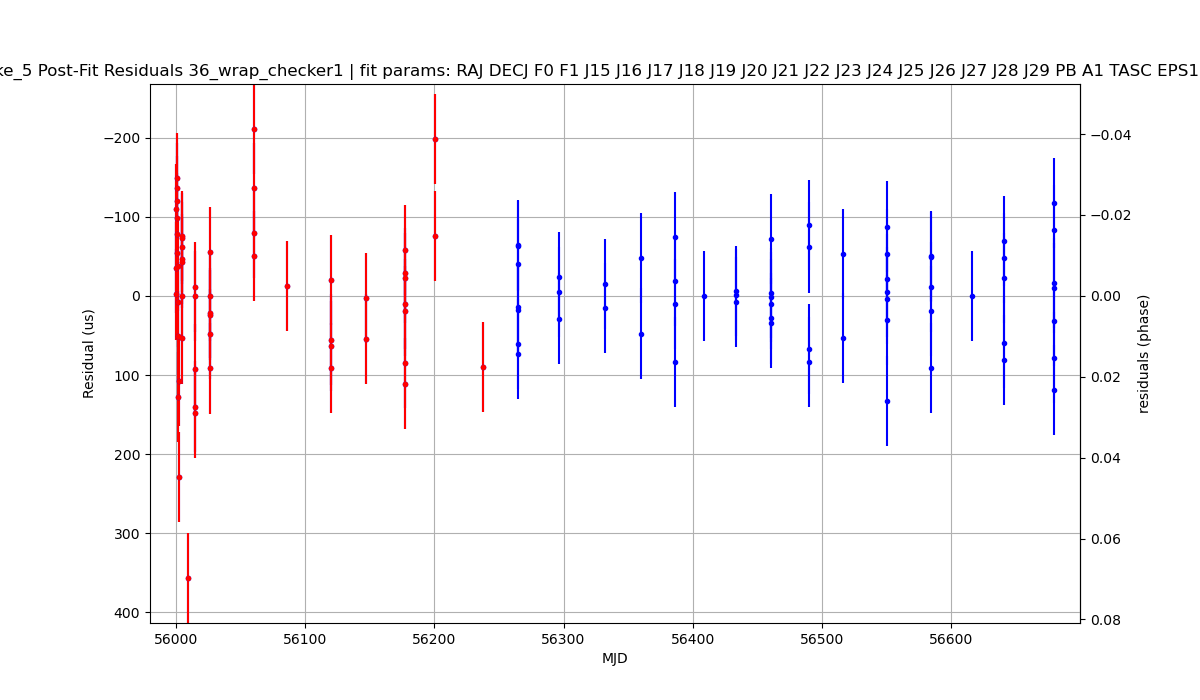 ke_5 Post-Fit Residuals 36_wrap_checker1 | fit params: RAJ DECJ F0 F1 J15 J16 J17 J18 J19 J20 J21 J22 J23 J24 J25 J26 J27 J28 J29 PB A1 TASC EPS1
−200
−100
0
100
200
300
400
Residual (us)
−0.04
−0.02
0.00
0.02
0.04
0.06
0.08
residuals (phase)
56000 56100 56200 56300 56400 56500 56600
MJD